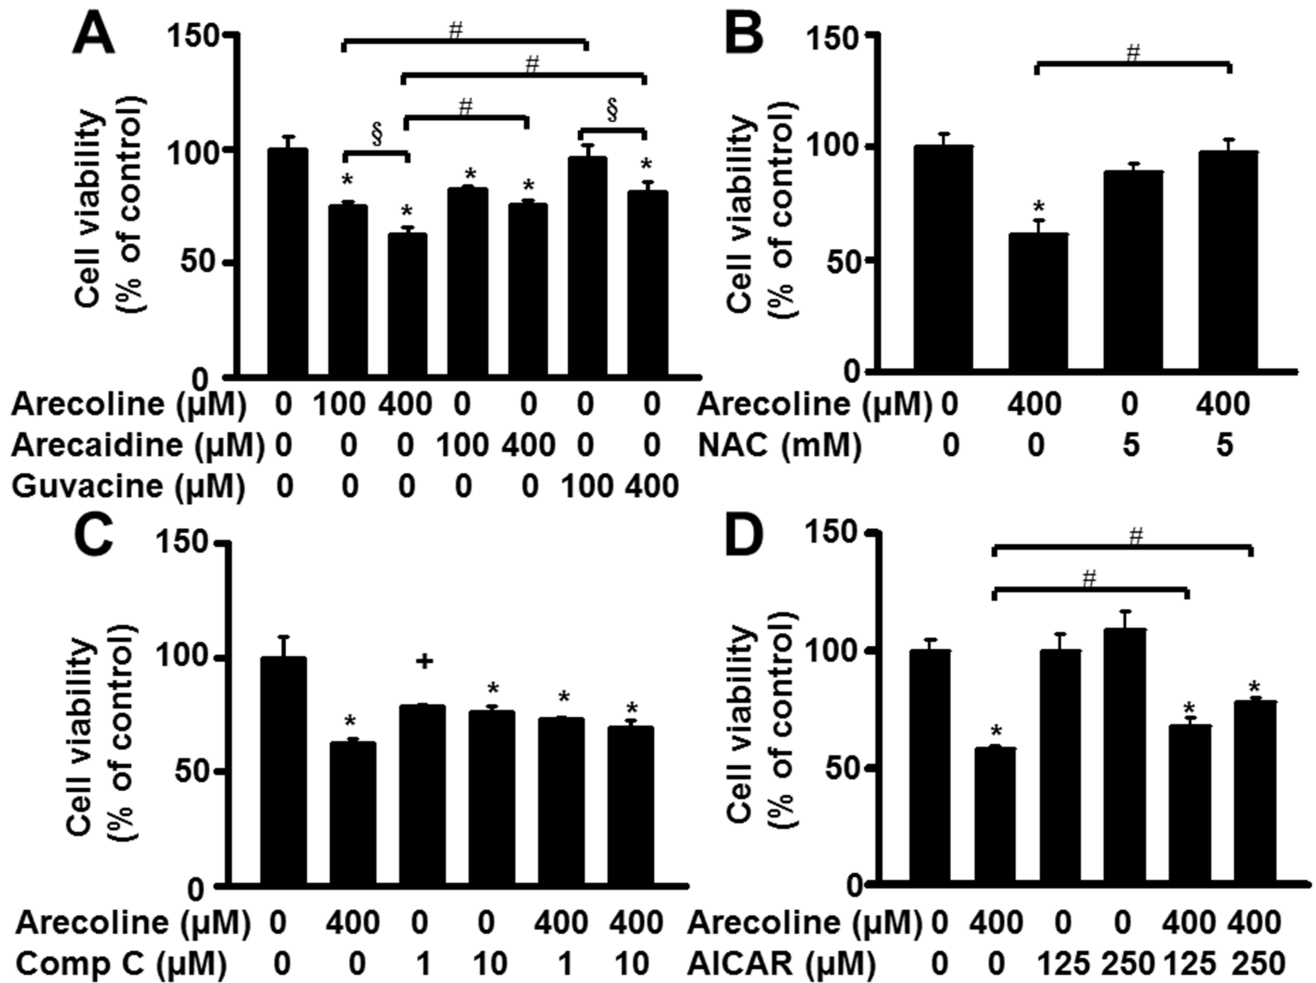 A
150
100
50
0
Cell viability
(% of control)
#
#
#
§
§
* * * * *
Arecoline (µM) 0 100 400 0 0 0 0
Arecaidine (µM) 0 0 0 100 400 0 0
Guvacine (µM) 0 0 0 0 0 100 400
B
150
100
50
0
Cell viability
(% of control)
#
*
Arecoline (µM) 0 400 0 400
NAC (mM) 0 0 5 5
C
150
100
50
0
Cell viability
(% of control)
* + * * *
Arecoline (µM) 0 400 0 0 400 400
Comp C (µM) 0 0 1 10 1 10
D
150
100
50
0
Cell viability
(% of control)
#
#
* * *
Arecoline (µM) 0 400 0 0 400 400
AICAR (µM) 0 0 125 250 125 250